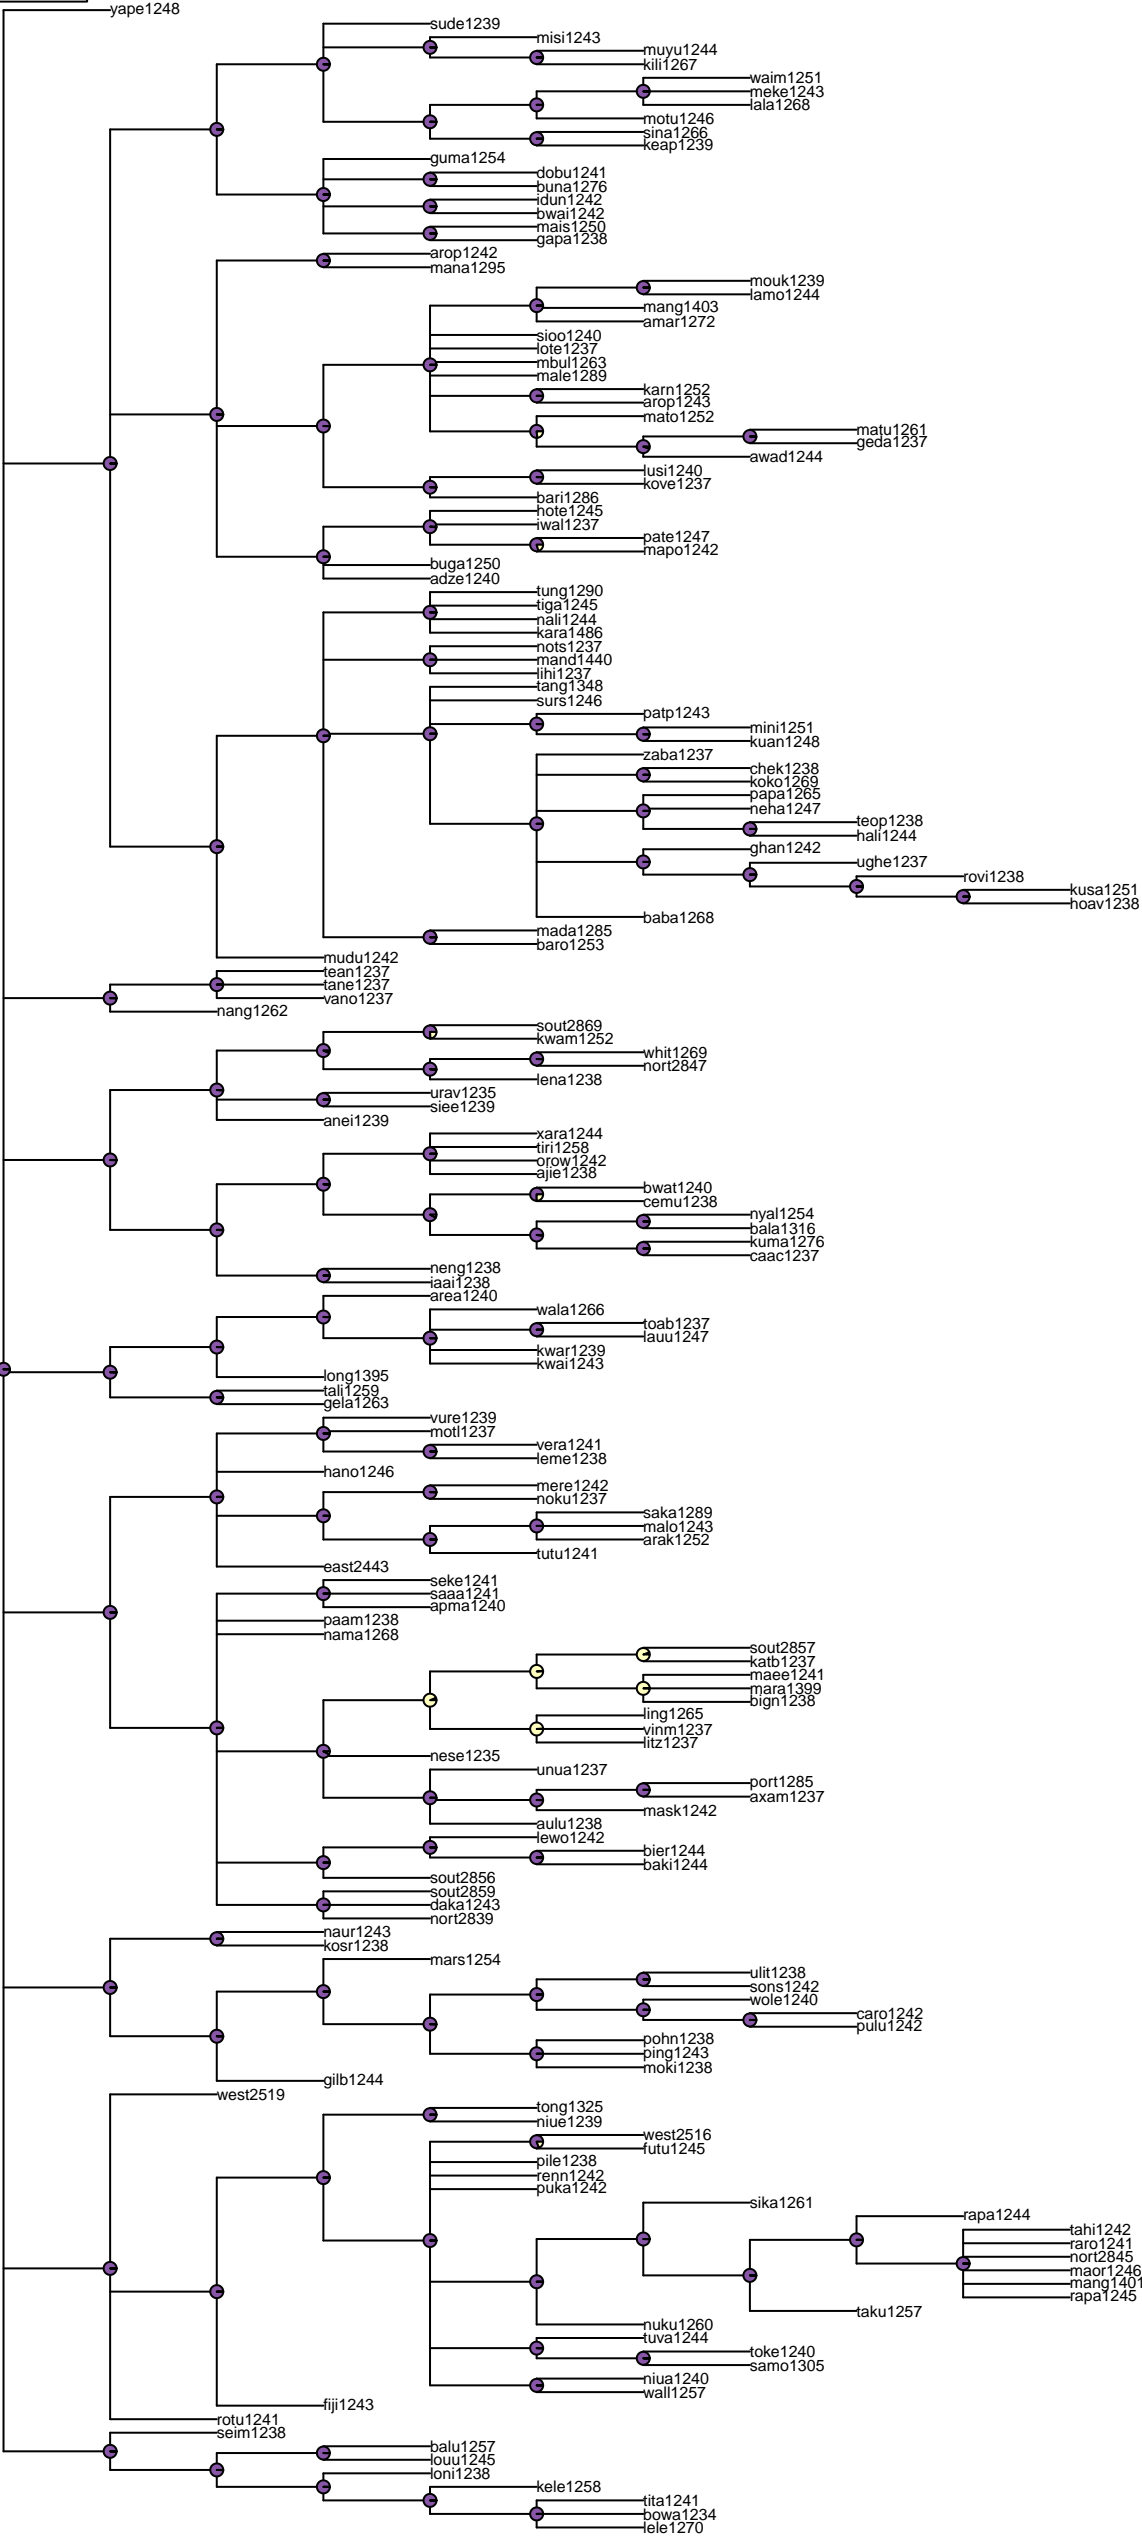 yape1248
sude1239
misi1243
muyu1244
kili1267
waim1251
meke1243
lala1268
motu1246
sina1266
keap1239
guma1254
dobu1241
buna1276
idun1242
bwai1242
mais1250
gapa1238
arop1242
mana1295
mouk1239
lamo1244
mang1403
amar1272
sioo1240
lote1237
mbul1263
male1289
karn1252
arop1243
mato1252
matu1261
geda1237
awad1244
lusi1240
kove1237
bari1286
hote1245
iwal1237
pate1247
mapo1242
buga1250
adze1240
tung1290
tiga1245
nali1244
kara1486
nots1237
mand1440
lihi1237
tang1348
surs1246
patp1243
mini1251
kuan1248
zaba1237
chek1238
koko1269
papa1265
neha1247
teop1238
hali1244
ghan1242
ughe1237
rovi1238
kusa1251
hoav1238
baba1268
mada1285
baro1253
mudu1242
tean1237
tane1237
vano1237
nang1262
sout2869
kwam1252
whit1269
nort2847
lena1238
urav1235
siee1239
anei1239
xara1244
tiri1258
orow1242
ajie1238
bwat1240
cemu1238
nyal1254
bala1316
kuma1276
caac1237
neng1238
iaai1238
area1240
wala1266
toab1237
lauu1247
kwar1239
kwai1243
long1395
tali1259
gela1263
vure1239
motl1237
vera1241
leme1238
hano1246
mere1242
noku1237
saka1289
malo1243
arak1252
tutu1241
east2443
seke1241
saaa1241
apma1240
paam1238
nama1268
sout2857
katb1237
maee1241
mara1399
bign1238
ling1265
vinm1237
litz1237
nese1235
unua1237
port1285
axam1237
mask1242
aulu1238
lewo1242
bier1244
baki1244
sout2856
sout2859
daka1243
nort2839
naur1243
kosr1238
mars1254
ulit1238
sons1242
wole1240
caro1242
pulu1242
pohn1238
ping1243
moki1238
gilb1244
west2519
tong1325
niue1239
west2516
futu1245
pile1238
renn1242
puka1242
sika1261
rapa1244
tahi1242
raro1241
nort2845
maor1246
mang1401
rapa1245
taku1257
nuku1260
tuva1244
toke1240
samo1305
niua1240
wall1257
fiji1243
rotu1241
seim1238
balu1257
louu1245
loni1238
kele1258
tita1241
bowa1234
lele1270